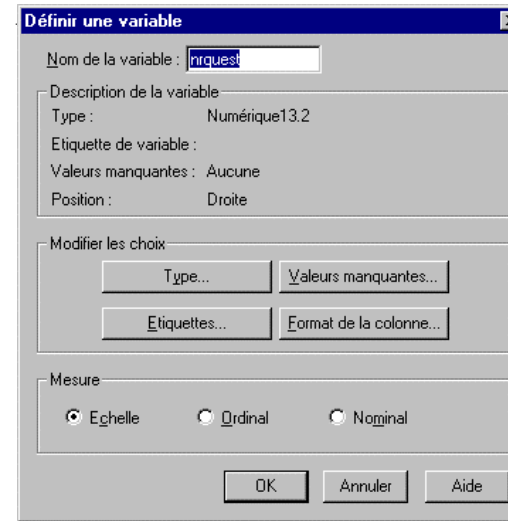 Définir une variable
Nom de la variable : nrquest
Description de la variable
Type : Numérique13.2
Etiquette de variable :
Valeurs manquantes : Aucune
Position : Droite
Modifier les choix
Type... Valeurs manquantes...
Etiquettes... Format de la colonne...
Mesure
Echelle Ordinal Nominal
OK Annuler Aide